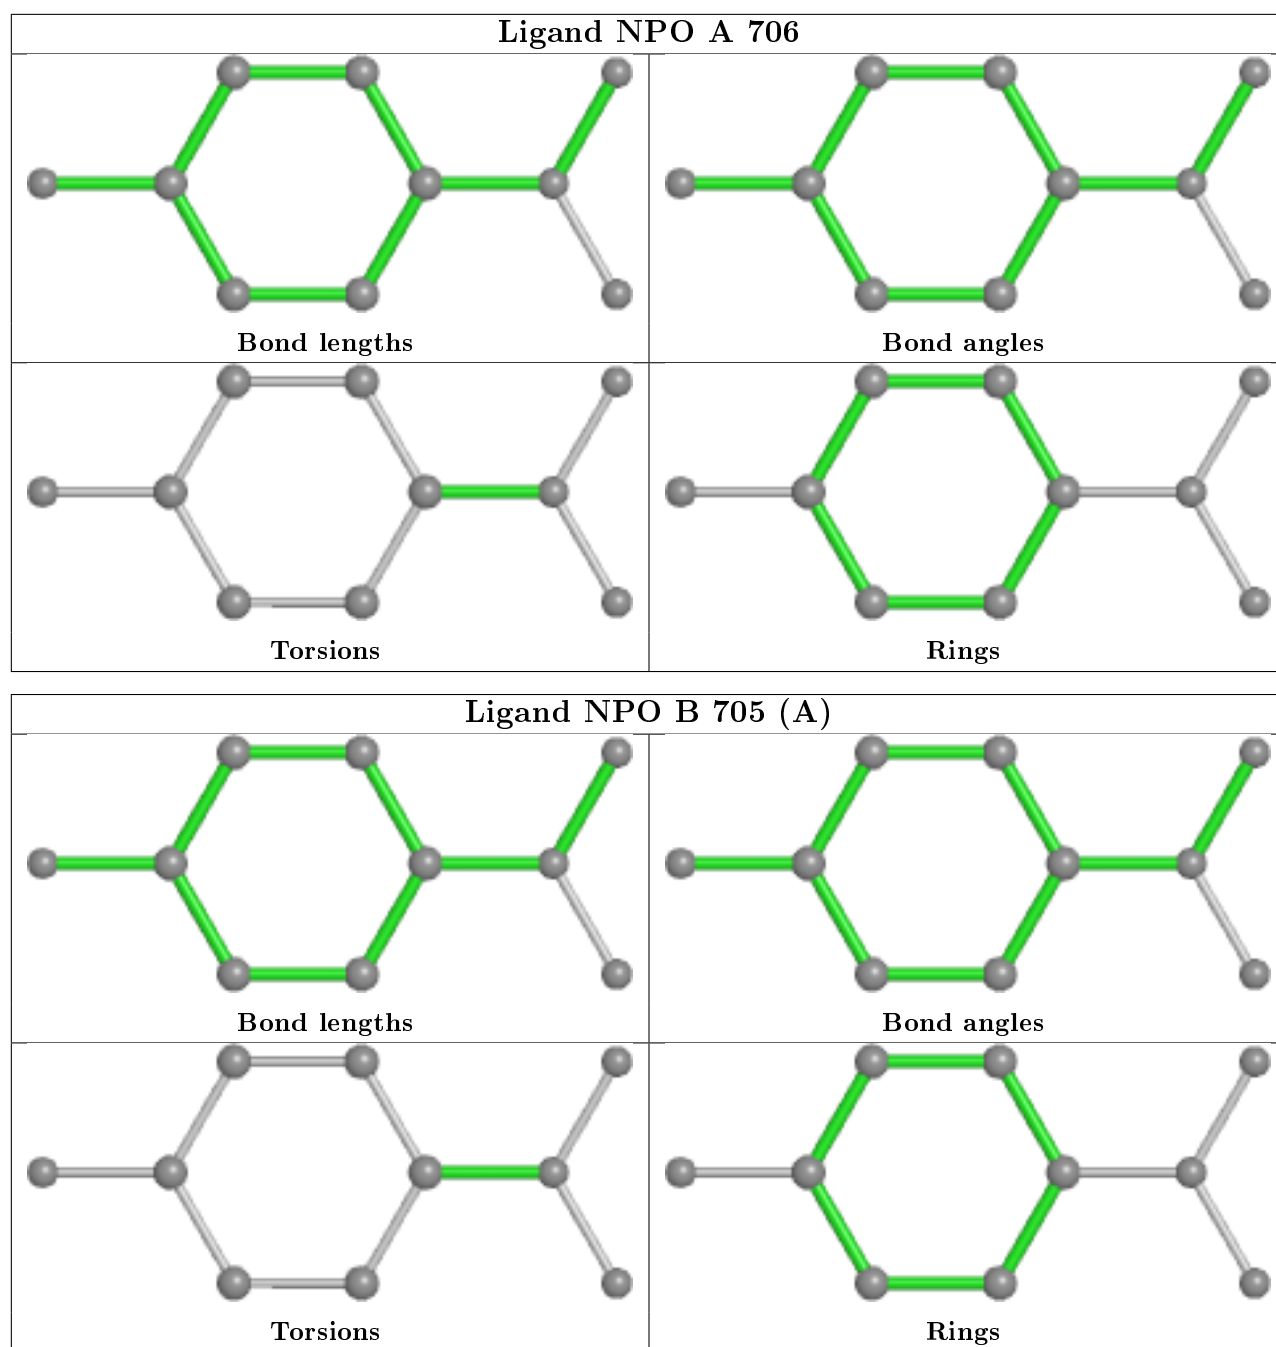 Ligand NPO A 706
Bond lengths
Bond angles
Torsions
Rings
Ligand NPO B 705 (A)
Bond lengths
Bond angles
Torsions
Rings